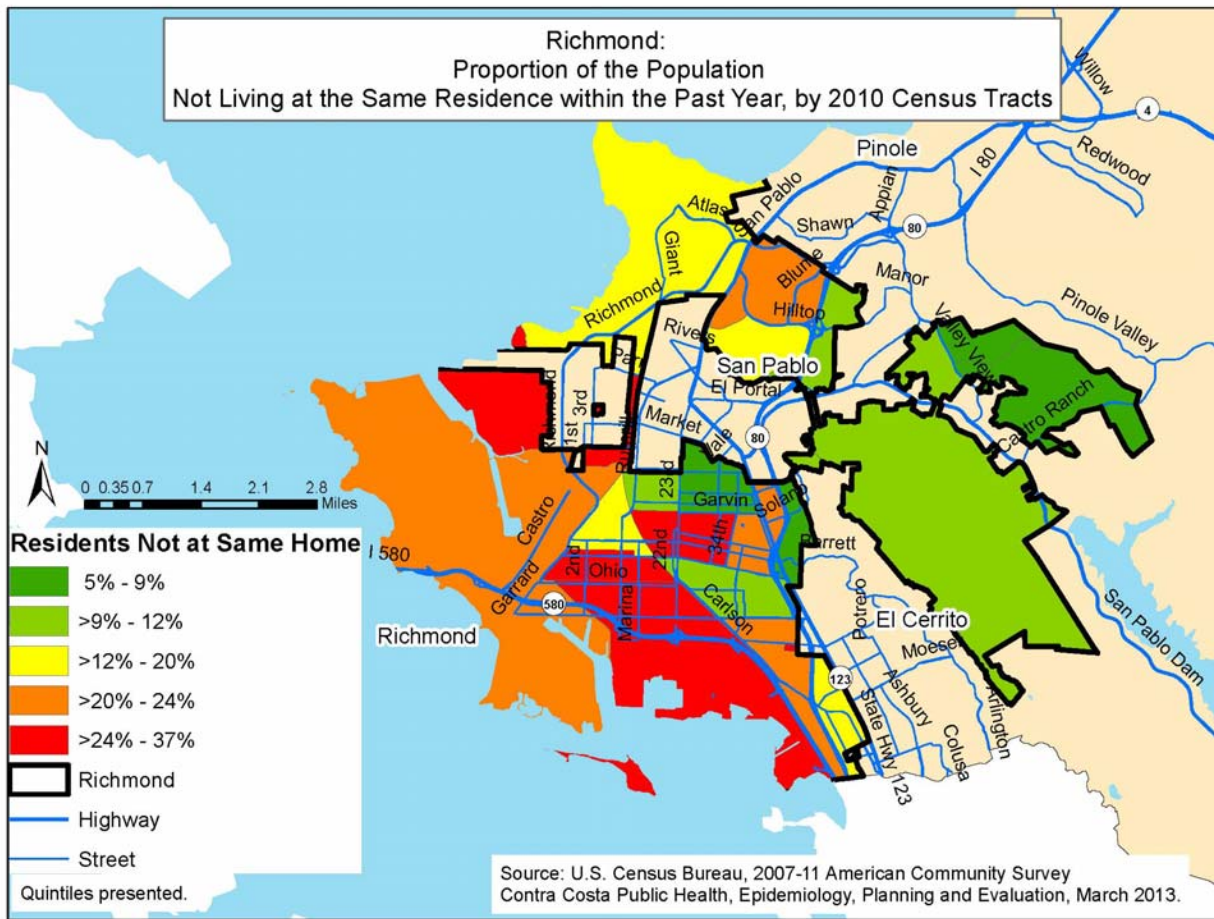 Richmond:
Proportion of the Population
Not Living at the Same Residence within the Past Year, by 2010 Census Tracts
Willow
4
Pinole
Redwood
I 80
San Pablo
Appian
Atlas
Shawn
80
Giant
Blume
Manor
Richmond
Hilltop
Pinole Valley
Rivers
Valley View
Parr
San Pablo
El Portal
Castro Ranch
Richmond
1st
3rd
Rumrill
Market
Vale
80
23rd
Garvin
Solano
Castro
22nd
34th
Barrett
2nd
Ohio
Garrard
I 580
580
Marina
Carlson
Potrero
El Cerrito
San Pablo Dam
Richmond
Moeser
123
State Hwy 123
Ashbury
Colusa
Arlington
N
0 0.35 0.7 1.4 2.1 2.8
Miles
Residents Not at Same Home
5% - 9%
>9% - 12%
>12% - 20%
>20% - 24%
>24% - 37%
Richmond
Highway
Street
Quintiles presented.
Source: U.S. Census Bureau, 2007-11 American Community Survey
Contra Costa Public Health, Epidemiology, Planning and Evaluation, March 2013.